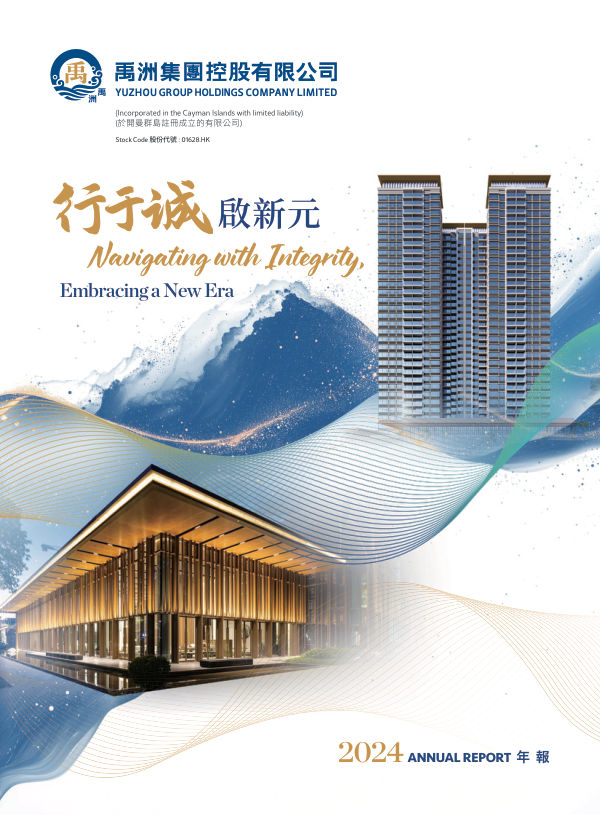 禹
禹
洲
禹洲集團控股有限公司
YUZHOU GROUP HOLDINGS COMPANY LIMITED
(Incorporated in the Cayman Islands with limited liability)
(於開曼群島註冊成立的有限公司)
Stock Code 股份代號 : 01628.HK
行于诚 啟新元
Navigating with Integrity,
Embracing a New Era
2024 ANNUAL REPORT 年報